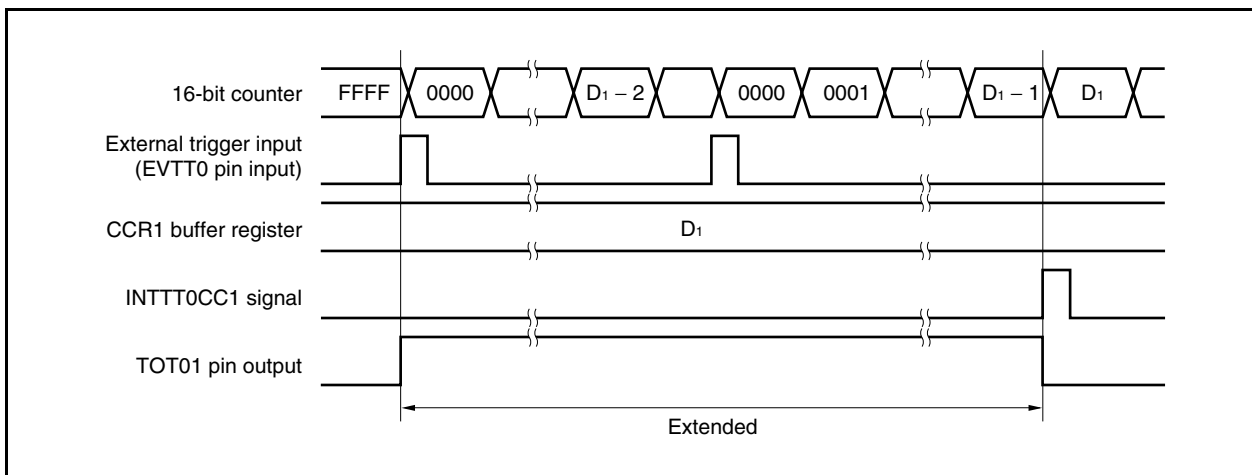 16-bit counter FFFF 0000 D1 − 2 0000 0001 D1 − 1 D1
External trigger input
(EVTT0 pin input)
CCR1 buffer register D1
INTTT0CC1 signal
TOT01 pin output
Extended